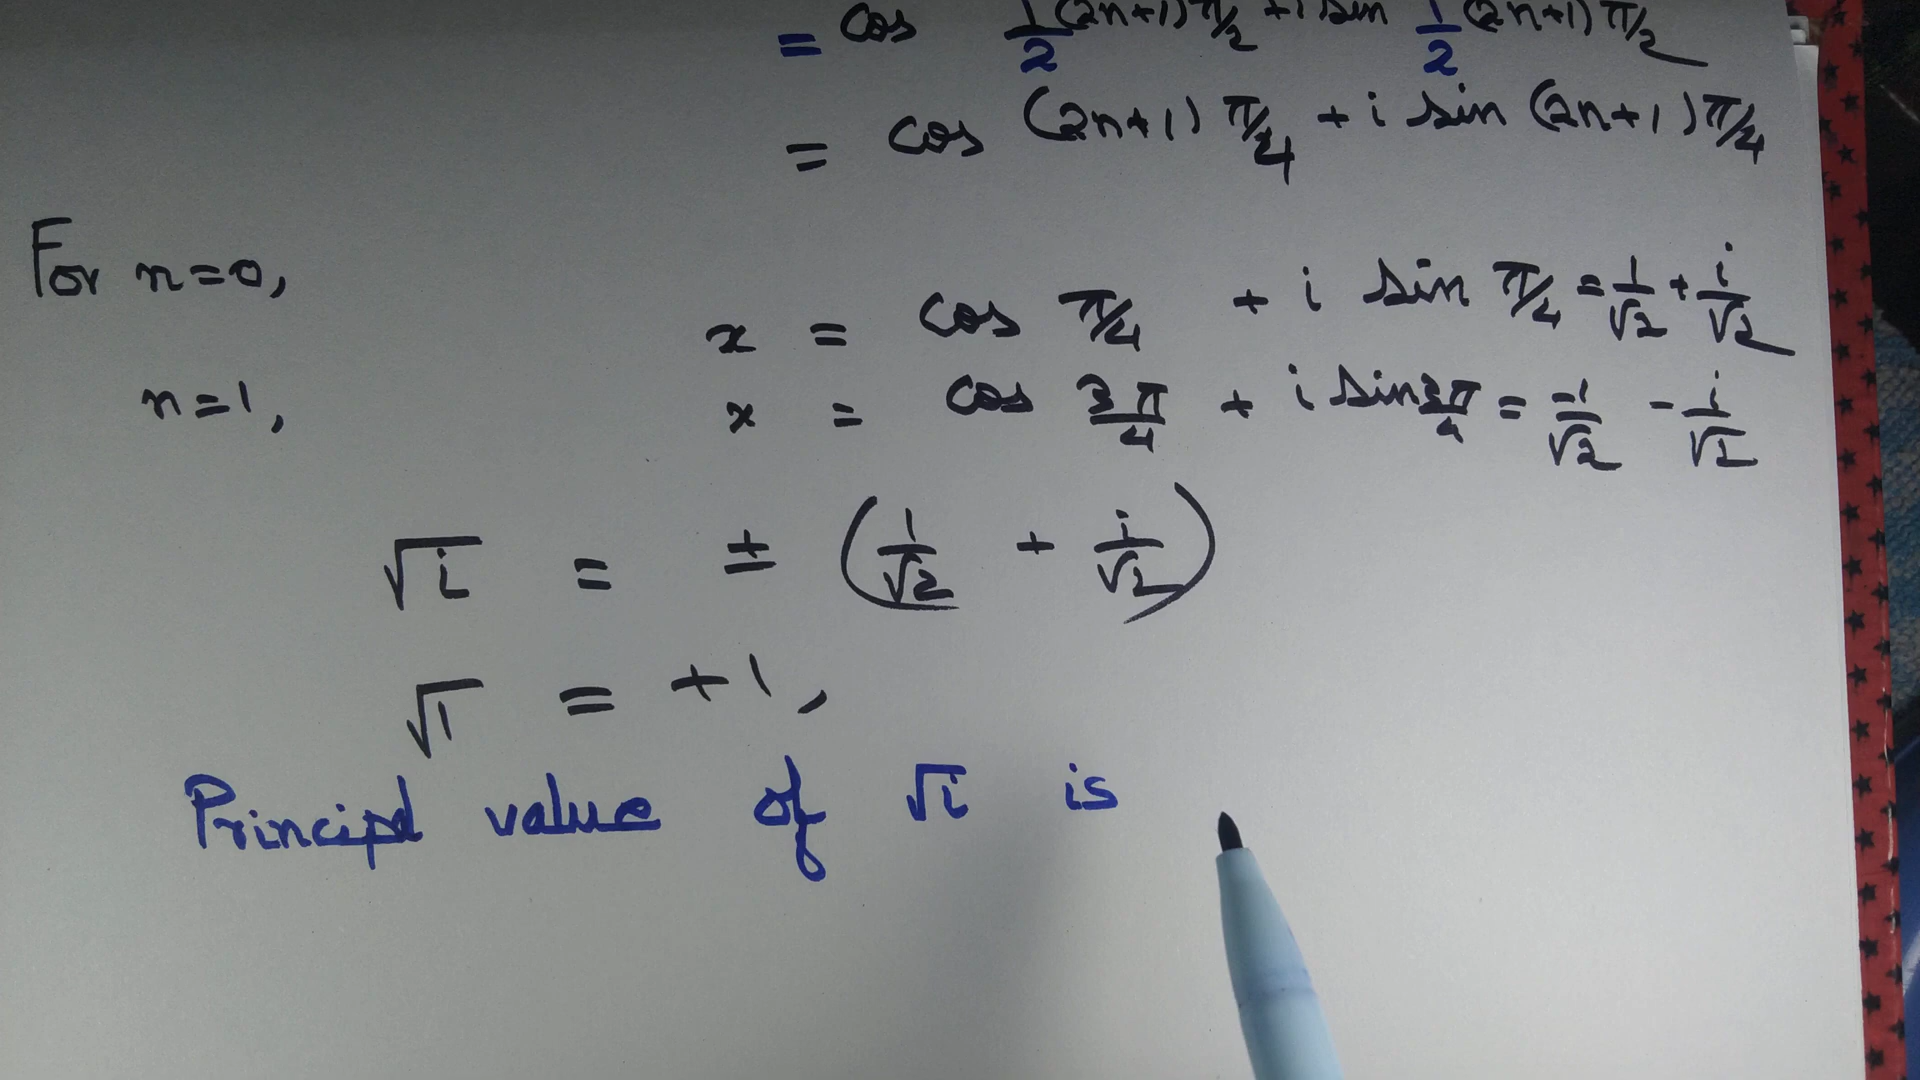 = cos 1/2 (2n+1) π/2 + i sin 1/2 (2n+1) π/2
= cos (2n+1) π/4 + i sin (2n+1) π/4
For n=0,
x = cos π/4 + i sin π/4 = 1/√2 + i/√2
n=1, x = cos 3π/4 + i sin 3π/4 = -1/√2 - i/√2
√i = ± (1/√2 + i/√2)
√1 = +1,
Principal value of √i is